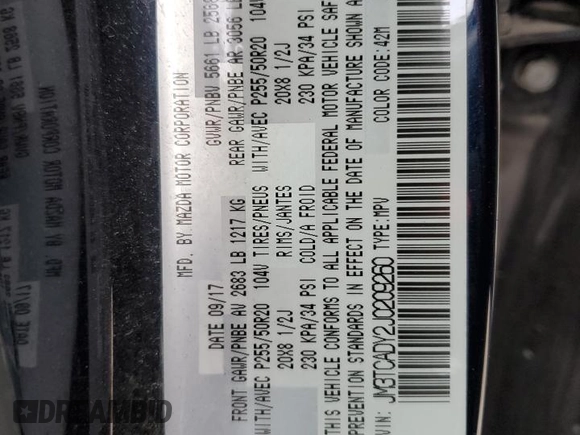 MFD. BY MAZDA MOTOR CORPORATION
DATE 09/17 GVWR/PNBV 5661 LB
FRONT GAWR/PNBE AV 2683 LB 1217 KG REAR GAWR/PNBE AR 3056
WITH/AVEC P255/50R20 104V TIRES/PNEUS WITH/AVEC P255/50R20 104V
20X8 1/2J RIMS/JANTES 20X8 1/2J
230 KPA/34 PSI COLD/A FROID 230 KPA/34 PSI
THIS VEHICLE CONFORMS TO ALL APPLICABLE FEDERAL MOTOR VEHICLE
PREVENTION STANDARDS IN EFFECT ON THE DATE OF MANUFACTURE SHOWN
VIN: JM3TCADY2J0209260 TYPE:MPV COLOR CODE:42M
DREAMBID